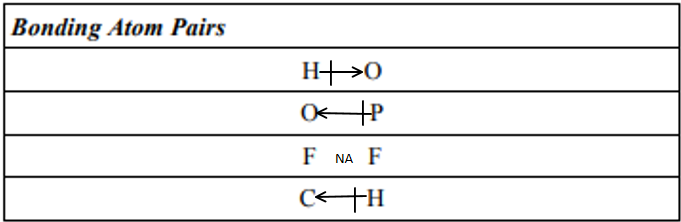 Bonding Atom Pairs
H O
O P
F NA F
C H